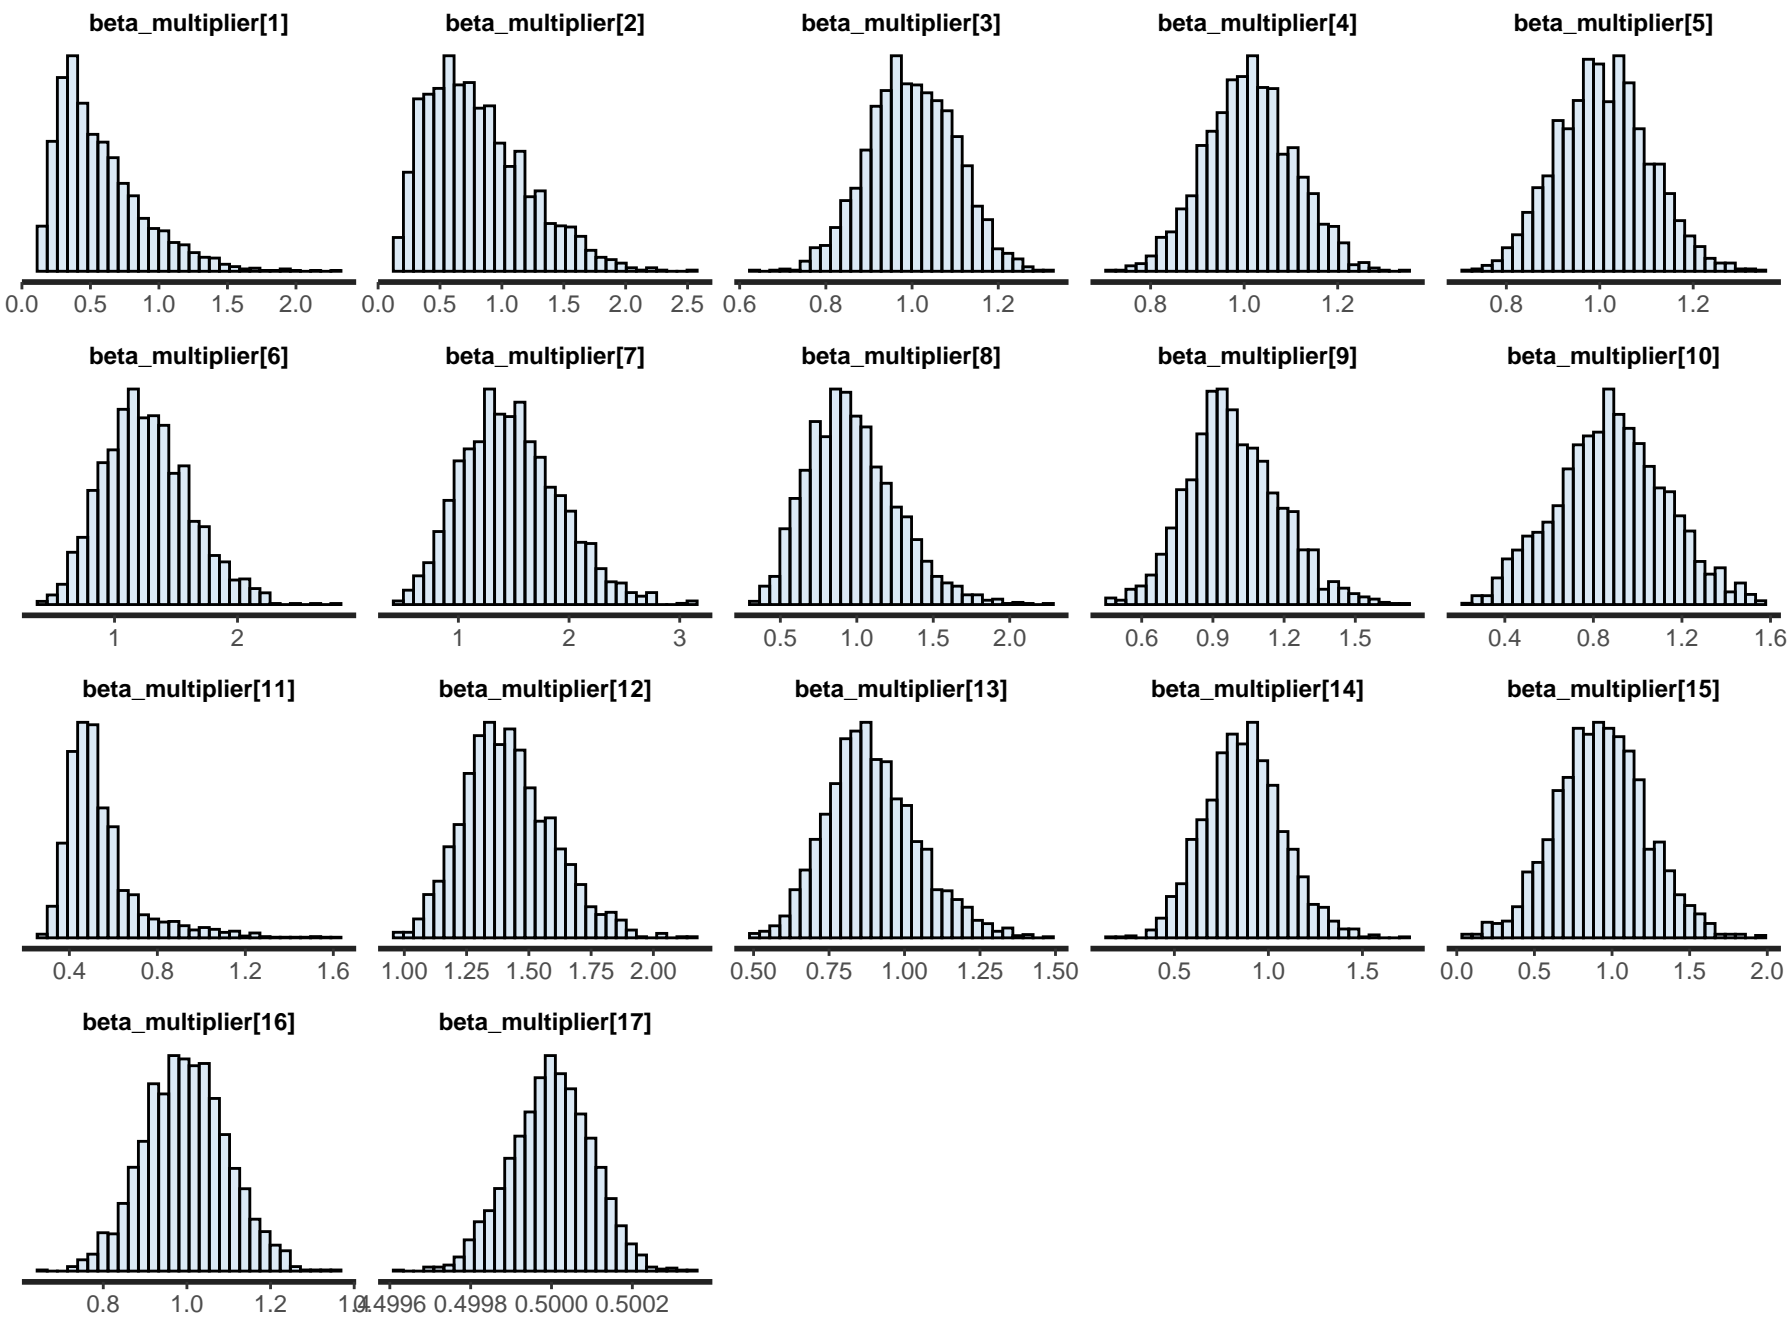 beta_multiplier[1] beta_multiplier[2] beta_multiplier[3] beta_multiplier[4] beta_multiplier[5]
0.0 0.5 1.0 1.5 2.0 0.0 0.5 1.0 1.5 2.0 2.5 0.6 0.8 1.0 1.2 0.8 1.0 1.2 0.8 1.0 1.2
beta_multiplier[6] beta_multiplier[7] beta_multiplier[8] beta_multiplier[9] beta_multiplier[10]
1 2 1 2 3 0.5 1.0 1.5 2.0 0.6 0.9 1.2 1.5 0.4 0.8 1.2 1.6
beta_multiplier[11] beta_multiplier[12] beta_multiplier[13] beta_multiplier[14] beta_multiplier[15]
0.4 0.8 1.2 1.6 1.00 1.25 1.50 1.75 2.00 0.50 0.75 1.00 1.25 1.50 0.5 1.0 1.5 0.0 0.5 1.0 1.5 2.0
beta_multiplier[16] beta_multiplier[17]
0.8 1.0 1.2 1.4 0.4996 0.4998 0.5000 0.5002